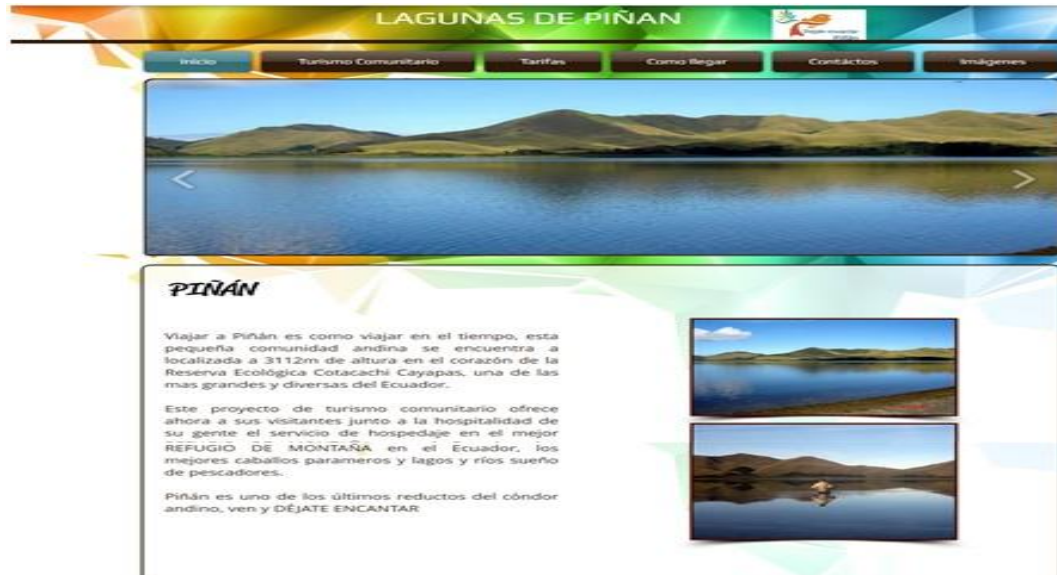 LAGUNAS DE PIÑAN
Inicio
Turismo Comunitario
Tarifas
Como llegar
Contáctos
Imágenes
PIÑÁN
Viajar a Piñán es como viajar en el tiempo, esta
pequeña comunidad andina se encuentra a
localizada a 3112m de altura en el corazón de la
Reserva Ecológica Cotacachi Cayapas, una de las
mas grandes y diversas del Ecuador.
Este proyecto de turismo comunitario ofrece
ahora a sus visitantes junto a la hospitalidad de
su gente el servicio de hospedaje en el mejor
REFUGIO DE MONTAÑA en el Ecuador, los
mejores caballos parameros y lagos y ríos sueño
de pescadores.
Piñán es uno de los últimos reductos del cóndor
andino, ven y DÉJATE ENCANTAR